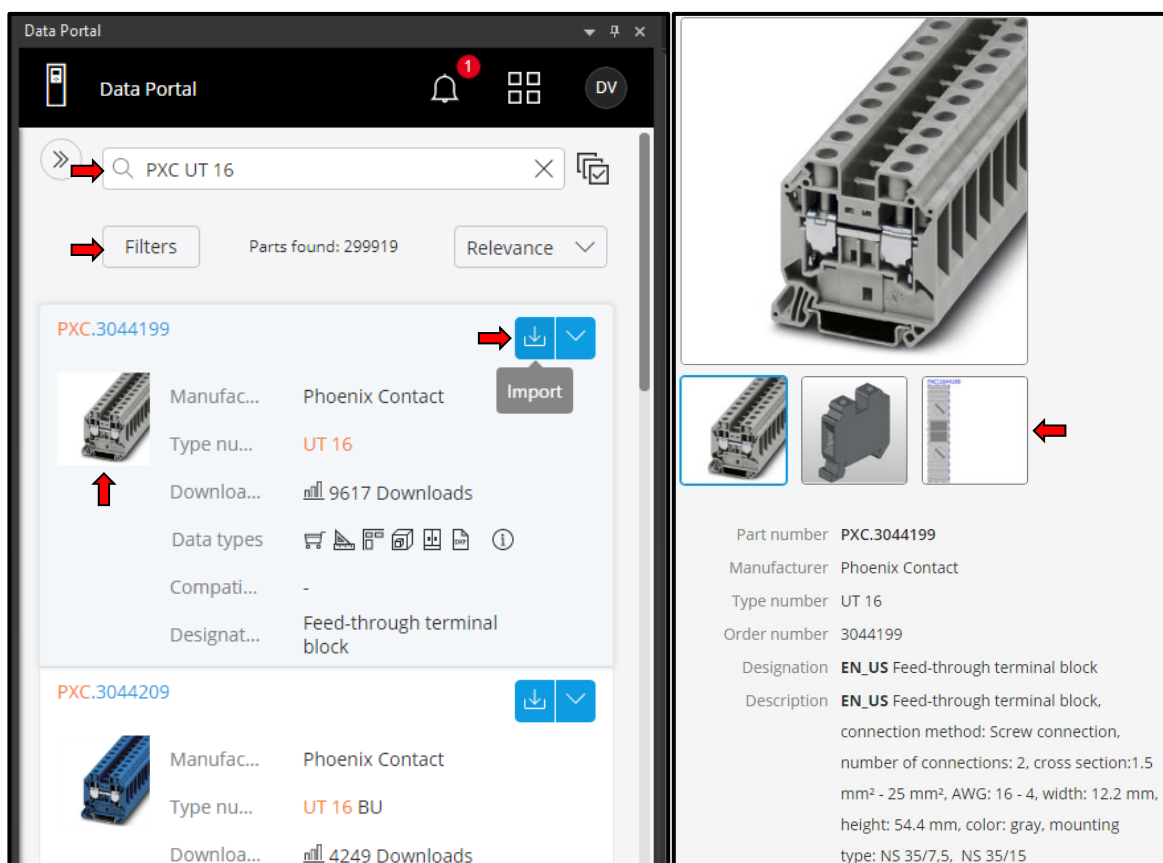 Data Portal
1
Data Portal
DV
PXC UT 16
Filters
Parts found: 299919
Relevance
PXC.3044199
Import
Manufac... Phoenix Contact
Type nu... UT 16
Downloa... 9617 Downloads
Data types
Compati... -
Designat... Feed-through terminal
block
PXC.3044209
Manufac... Phoenix Contact
Type nu... UT 16 BU
Downloa... 4249 Downloads
PXC.3044199
Part number PXC.3044199
Manufacturer Phoenix Contact
Type number UT 16
Order number 3044199
Designation EN_US Feed-through terminal block
Description EN_US Feed-through terminal block,
connection method: Screw connection,
number of connections: 2, cross section:1.5
mm² - 25 mm², AWG: 16 - 4, width: 12.2 mm,
height: 54.4 mm, color: gray, mounting
type: NS 35/7,5, NS 35/15